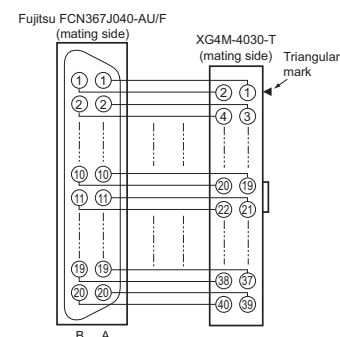 Fujitsu FCN367J040-AU/F
(mating side)
XG4M-4030-T
(mating side)
Triangular
mark
1 1
2 1
2 2
4 3
10 10
20 19
11 11
22 21
19 19
38 37
20 20
40 39
B A